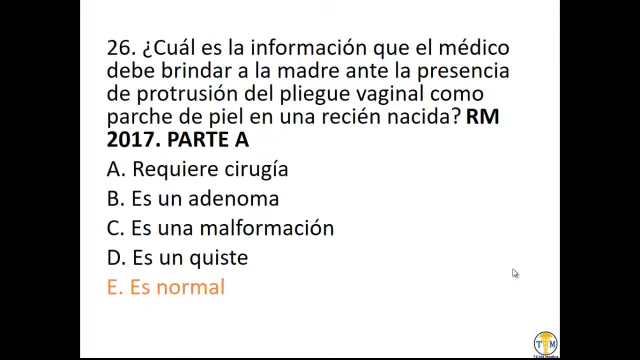 26. ¿Cuál es la información que el médico
debe brindar a la madre ante la presencia
de protrusión del pliegue vaginal como
parche de piel en una recién nacida? RM
2017. PARTE A
A. Requiere cirugía
B. Es un adenoma
C. Es una malformación
D. Es un quiste
E. Es normal